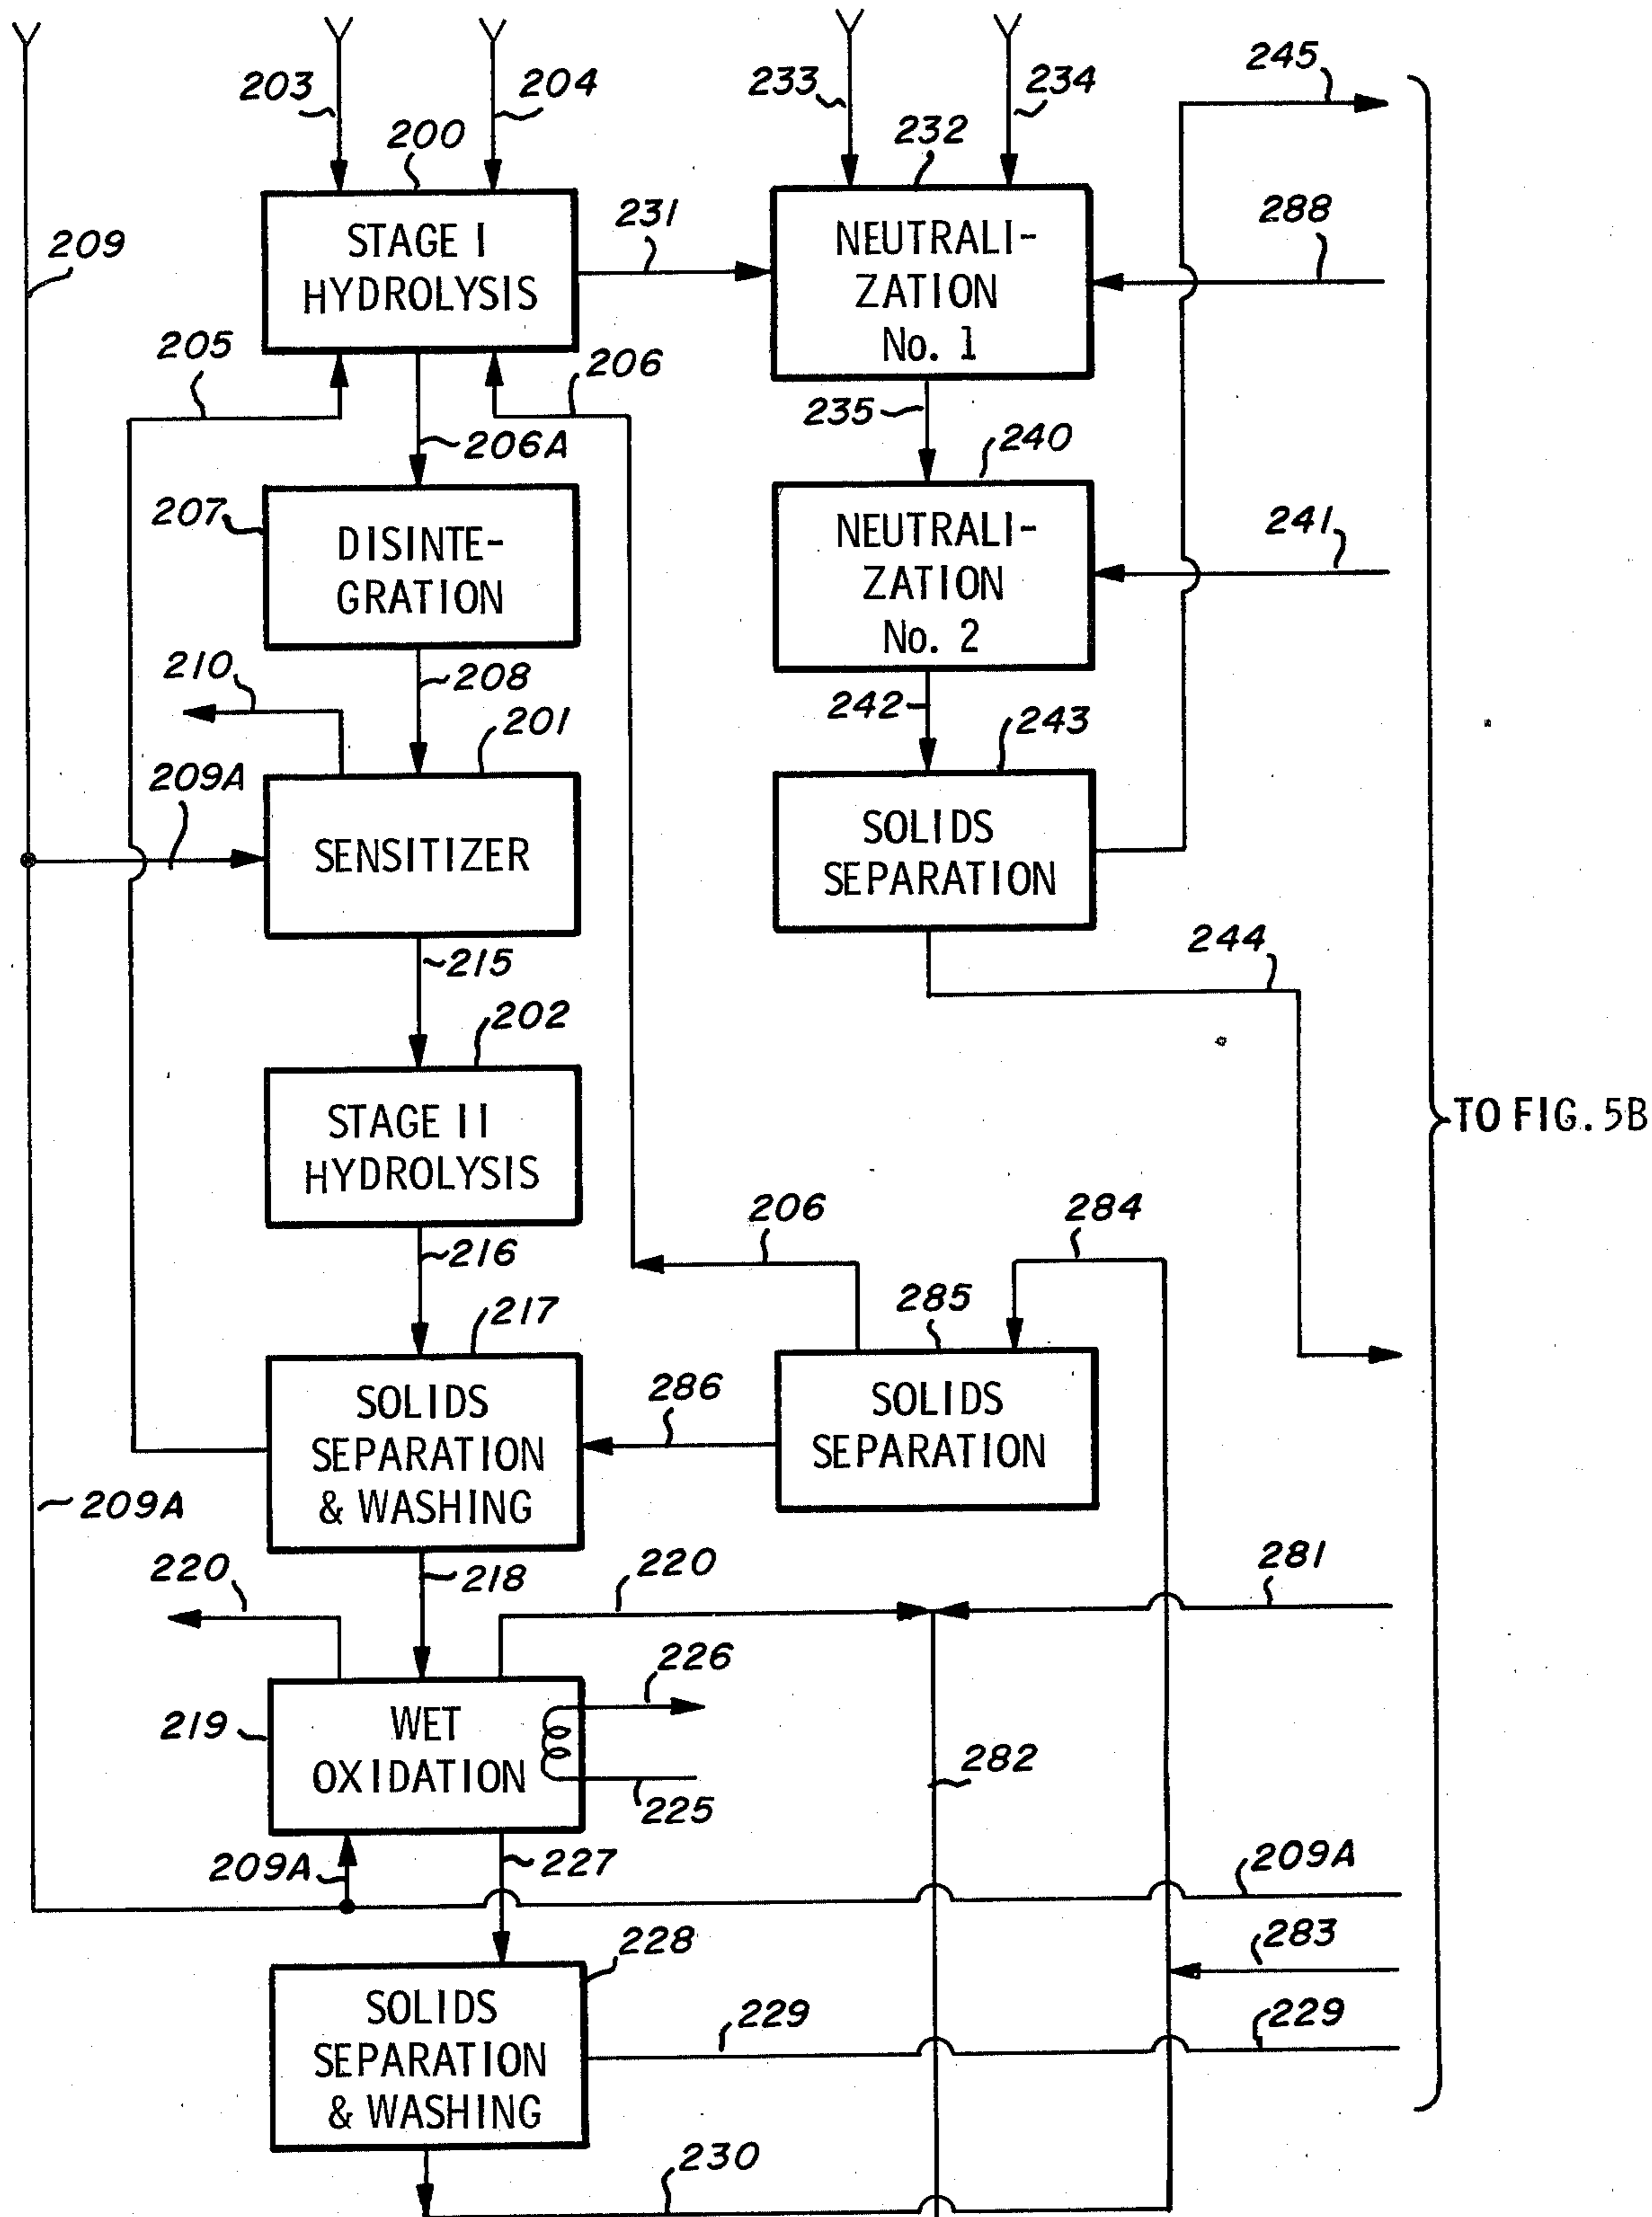 203
204
233
234
245
200
232
209
231
288
STAGE I
HYDROLYSIS
NEUTRALI-
ZATION
No. 1
205
206
235
206A
240
207
DISINTE-
GRATION
NEUTRALI-
ZATION
No. 2
241
210
208
242
201
243
209A
SENSITIZER
SOLIDS
SEPARATION
215
244
202
STAGE II
HYDROLYSIS
TO FIG. 5B
206
284
216
217
285
SOLIDS
SEPARATION
& WASHING
286
SOLIDS
SEPARATION
209A
220
218
220
281
226
219
WET
OXIDATION
282
225
209A
227
209A
228
283
SOLIDS
SEPARATION
& WASHING
229
229
230